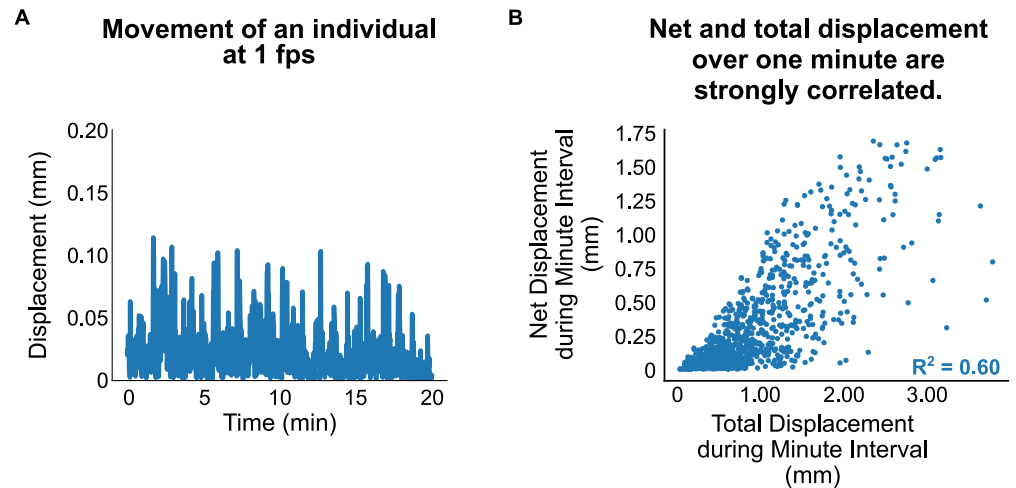 A
Movement of an individual
at 1 fps
Displacement (mm)
0.20
0.15
0.10
0.05
0
0
5
10
15
20
Time (min)
B
Net and total displacement
over one minute are
strongly correlated.
Net Displacement
during Minute Interval
(mm)
1.75
1.50
1.25
1.00
0.75
0.50
0.25
0
R² = 0.60
0
1.00
2.00
3.00
Total Displacement
during Minute Interval
(mm)